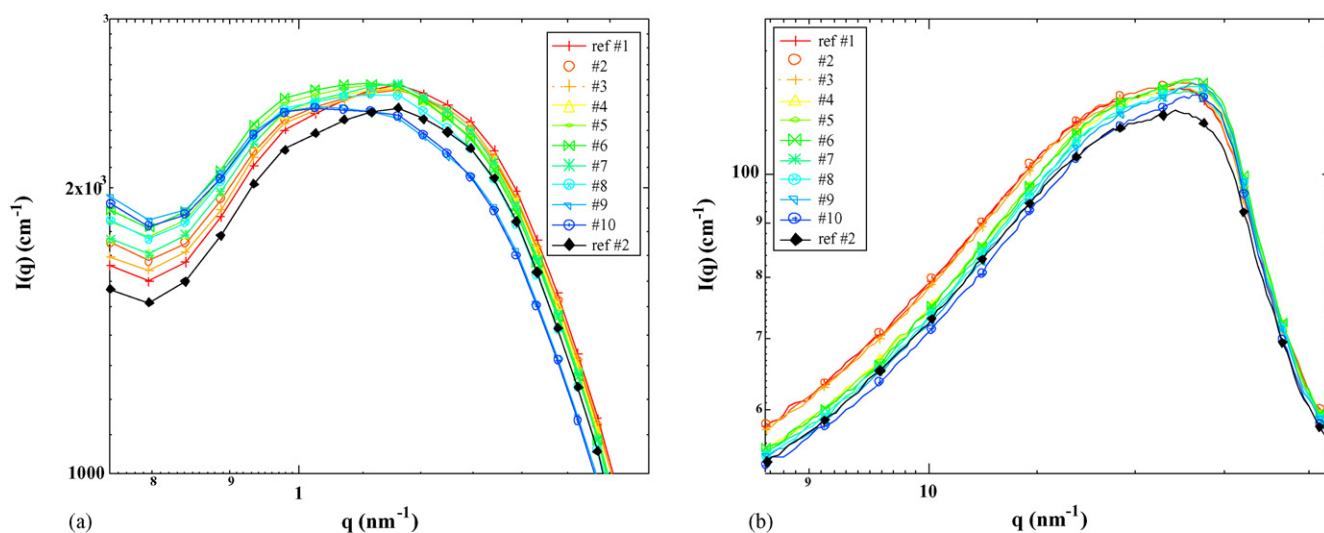 3
2x10³
1000
I(q) (cm⁻¹)
8
9
1
q (nm⁻¹)
(a)
ref #1
#2
#3
#4
#5
#6
#7
#8
#9
#10
ref #2
100
9
8
7
6
I(q) (cm⁻¹)
9
10
q (nm⁻¹)
(b)
ref #1
#2
#3
#4
#5
#6
#7
#8
#9
#10
ref #2